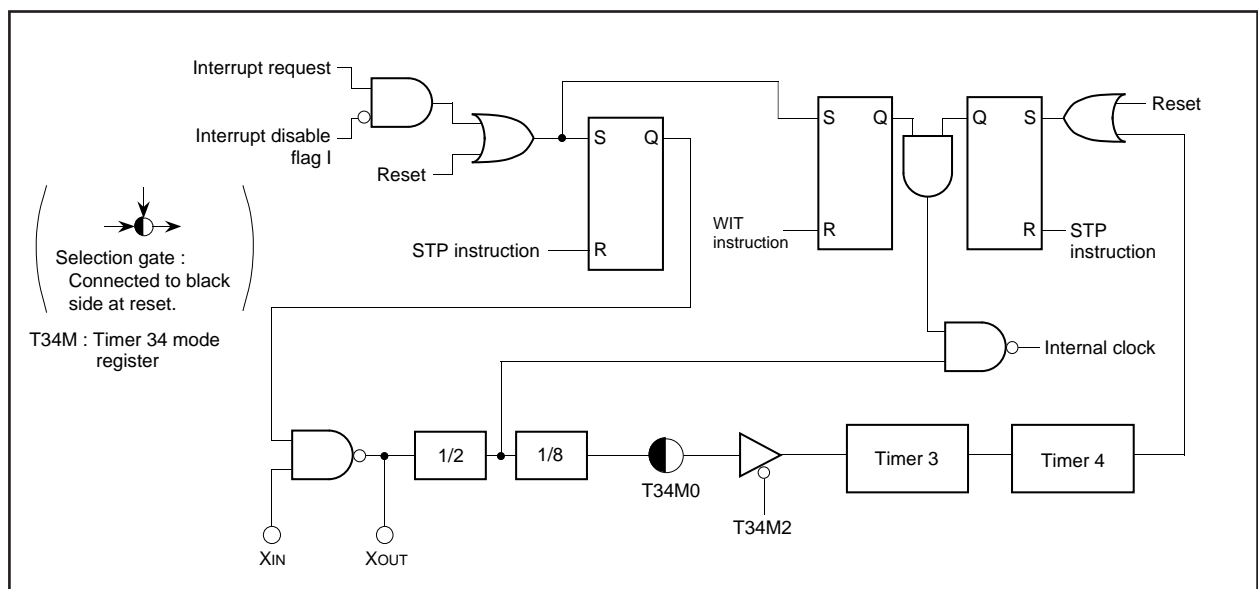 Interrupt request
Interrupt disable
flag I
Reset
S
Q
STP instruction
R
S
Q
WIT
instruction
R
Q
S
R
Reset
STP
instruction
Selection gate :
Connected to black
side at reset.
T34M : Timer 34 mode
register
Internal clock
1/2
1/8
T34M0
T34M2
Timer 3
Timer 4
XIN
XOUT